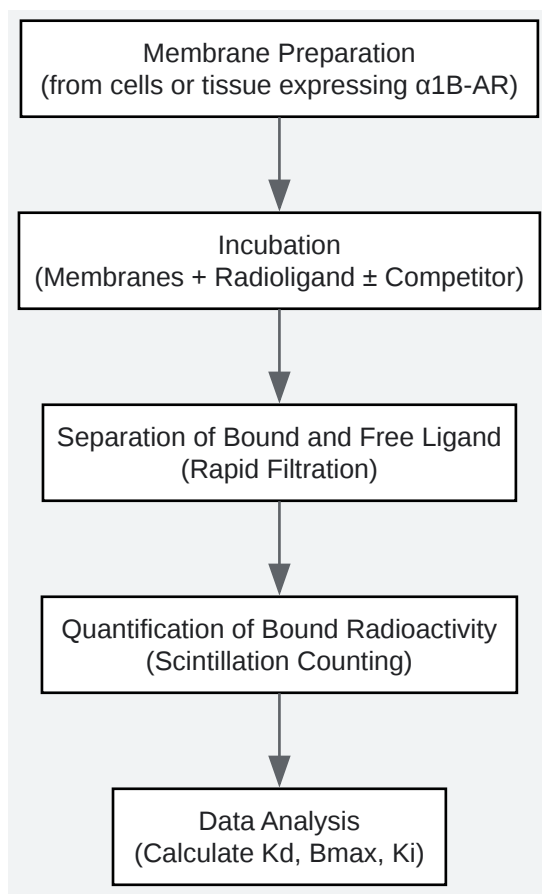 Membrane Preparation
(from cells or tissue expressing α1B-AR)
Incubation
(Membranes + Radioligand ± Competitor)
Separation of Bound and Free Ligand
(Rapid Filtration)
Quantification of Bound Radioactivity
(Scintillation Counting)
Data Analysis
(Calculate Kd, Bmax, Ki)